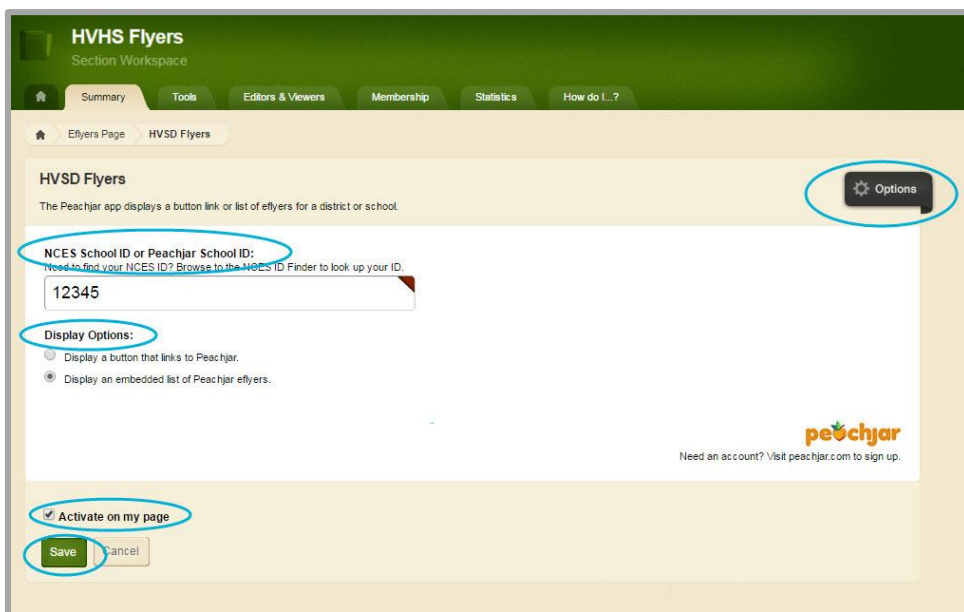 HVHS Flyers
Section Workspace
Summary Tools Editors & Viewers Membership Statistics How do I...?
Eflyers Page HVSD Flyers
HVSD Flyers
Options
The Peachjar app displays a button link or list of eflyers for a district or school.
NCES School ID or Peachjar School ID:
Need to find your NCES ID? Browse to the NCES ID Finder to look up your ID.
12345
Display Options:
Display a button that links to Peachjar.
Display an embedded list of Peachjar eflyers.
peachjar
Need an account? Visit peachjar.com to sign up.
Activate on my page
Save Cancel